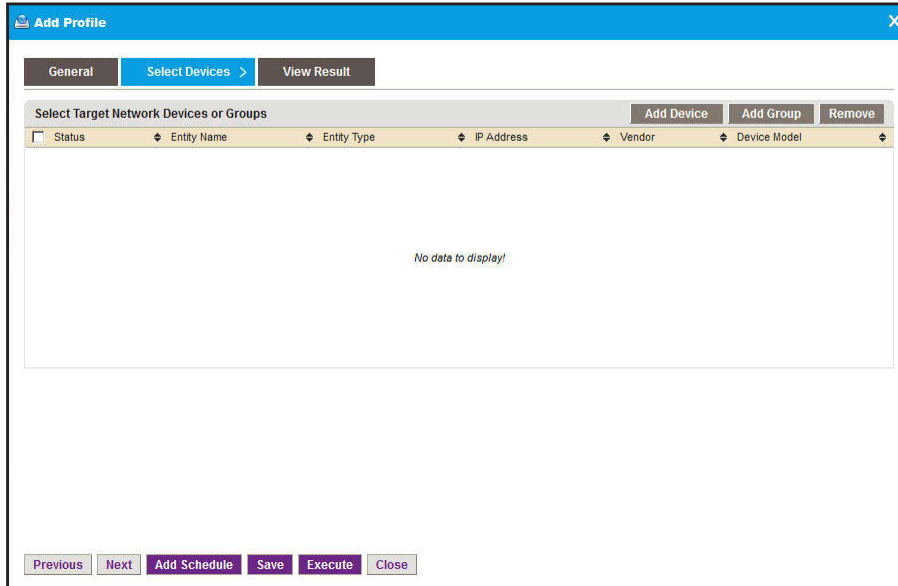 Add Profile
X
General
Select Devices >
View Result
Select Target Network Devices or Groups
Add Device
Add Group
Remove
Status
Entity Name
Entity Type
IP Address
Vendor
Device Model
No data to display!
Previous
Next
Add Schedule
Save
Execute
Close